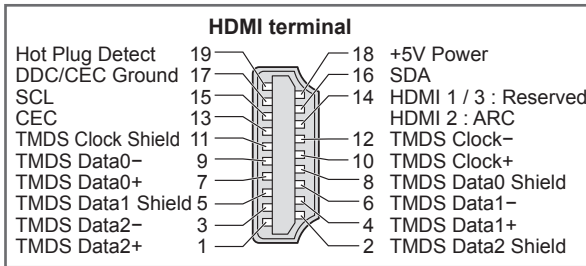 HDMI terminal
Hot Plug Detect 19 18 +5V Power
DDC/CEC Ground 17 16 SDA
SCL 15 14 HDMI 1 / 3 : Reserved
CEC 13 HDMI 2 : ARC
TMDS Clock Shield 11 12 TMDS Clock−
TMDS Data0− 9 10 TMDS Clock+
TMDS Data0+ 7 8 TMDS Data0 Shield
TMDS Data1 Shield 5 6 TMDS Data1−
TMDS Data2− 3 4 TMDS Data1+
TMDS Data2+ 1 2 TMDS Data2 Shield